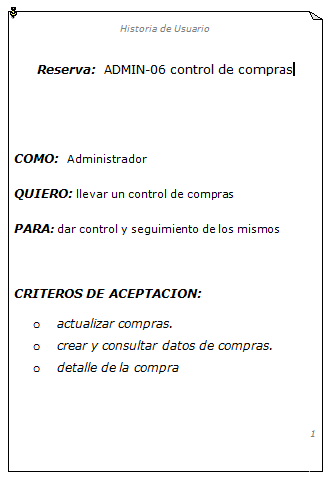 Historia de Usuario
Reserva: ADMIN-06 control de compras
COMO: Administrador
QUIERO: llevar un control de compras
PARA: dar control y seguimiento de los mismos
CRITEROS DE ACEPTACION:
o actualizar compras.
o crear y consultar datos de compras.
o detalle de la compra
1